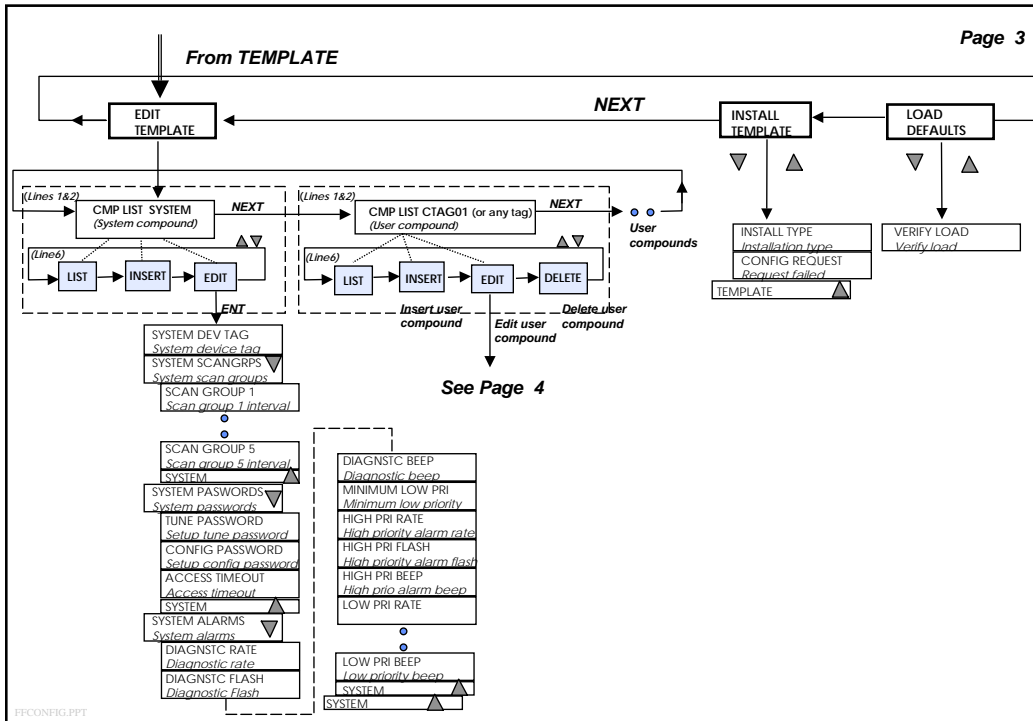 Page 3
From TEMPLATE
EDIT
TEMPLATE
NEXT
INSTALL
TEMPLATE
LOAD
DEFAULTS
(Lines 1&2)
CMP LIST SYSTEM
(System compound)
NEXT
(Lines 1&2)
CMP LIST CTAG01 (or any tag)
(User compound)
NEXT
User
compounds
(Line6)
LIST
INSERT
EDIT
(Line6)
LIST
INSERT
EDIT
DELETE
ENT
Insert user
compound
Edit user
compound
Delete user
compound
See Page 4
INSTALL TYPE
Installation type
CONFIG REQUEST
Request failed
TEMPLATE
VERIFY LOAD
Verify load
SYSTEM DEV TAG
System device tag
SYSTEM SCANGRPS
System scan groups
SCAN GROUP 1
Scan group 1 interval
SCAN GROUP 5
Scan group 5 interval
SYSTEM
SYSTEM PASWORDS
System passwords
TUNE PASSWORD
Setup tune password
CONFIG PASSWORD
Setup config password
ACCESS TIMEOUT
Access timeout
SYSTEM
SYSTEM ALARMS
System alarms
DIAGNSTC RATE
Diagnostic rate
DIAGNSTC FLASH
Diagnostic Flash
DIAGNSTC BEEP
Diagnostic beep
MINIMUM LOW PRI
Minimum low priority
HIGH PRI RATE
High priority alarm rate
HIGH PRI FLASH
High priority alarm flash
HIGH PRI BEEP
High prio alarm beep
LOW PRI RATE
LOW PRI BEEP
Low priority beep
SYSTEM
SYSTEM
FFCONFIG.PPT